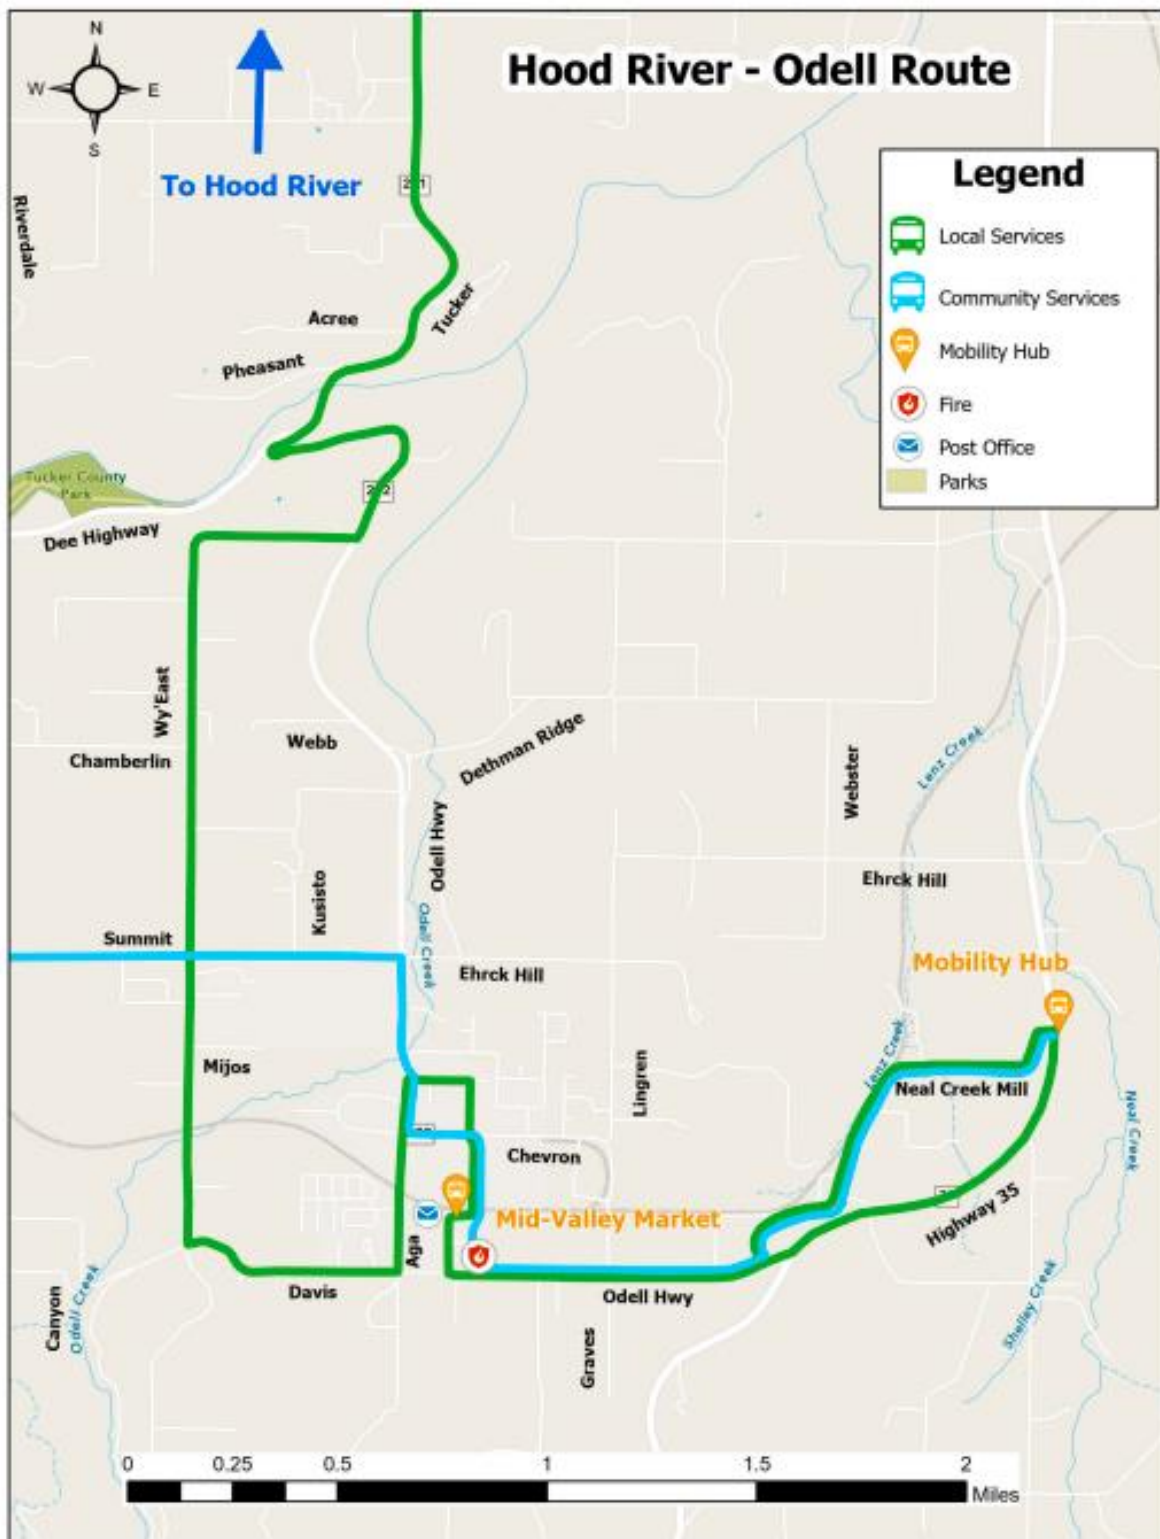 N
W
E
S
Hood River - Odell Route
To Hood River
Legend
Local Services
Community Services
Mobility Hub
Fire
Post Office
Parks
Riverdale
Acree
Tucker
Pheasant
Tucker County
Park
Dee Highway
Wy'East
Webb
Chamberlin
Dethman Ridge
Lenz Creek
Webster
Odell Hwy
Kusisto
Ehrck Hill
Summit
Odell Creek
Ehrck Hill
Mobility Hub
Mijos
Lingren
Lenz Creek
Neal Creek Mill
Neal Creek
Chevron
Mid-Valley Market
Highway 35
Aga
Davis
Odell Hwy
Canyon
Odell Creek
Graves
Shelley Creek
0 0.25 0.5 1 1.5 2
Miles